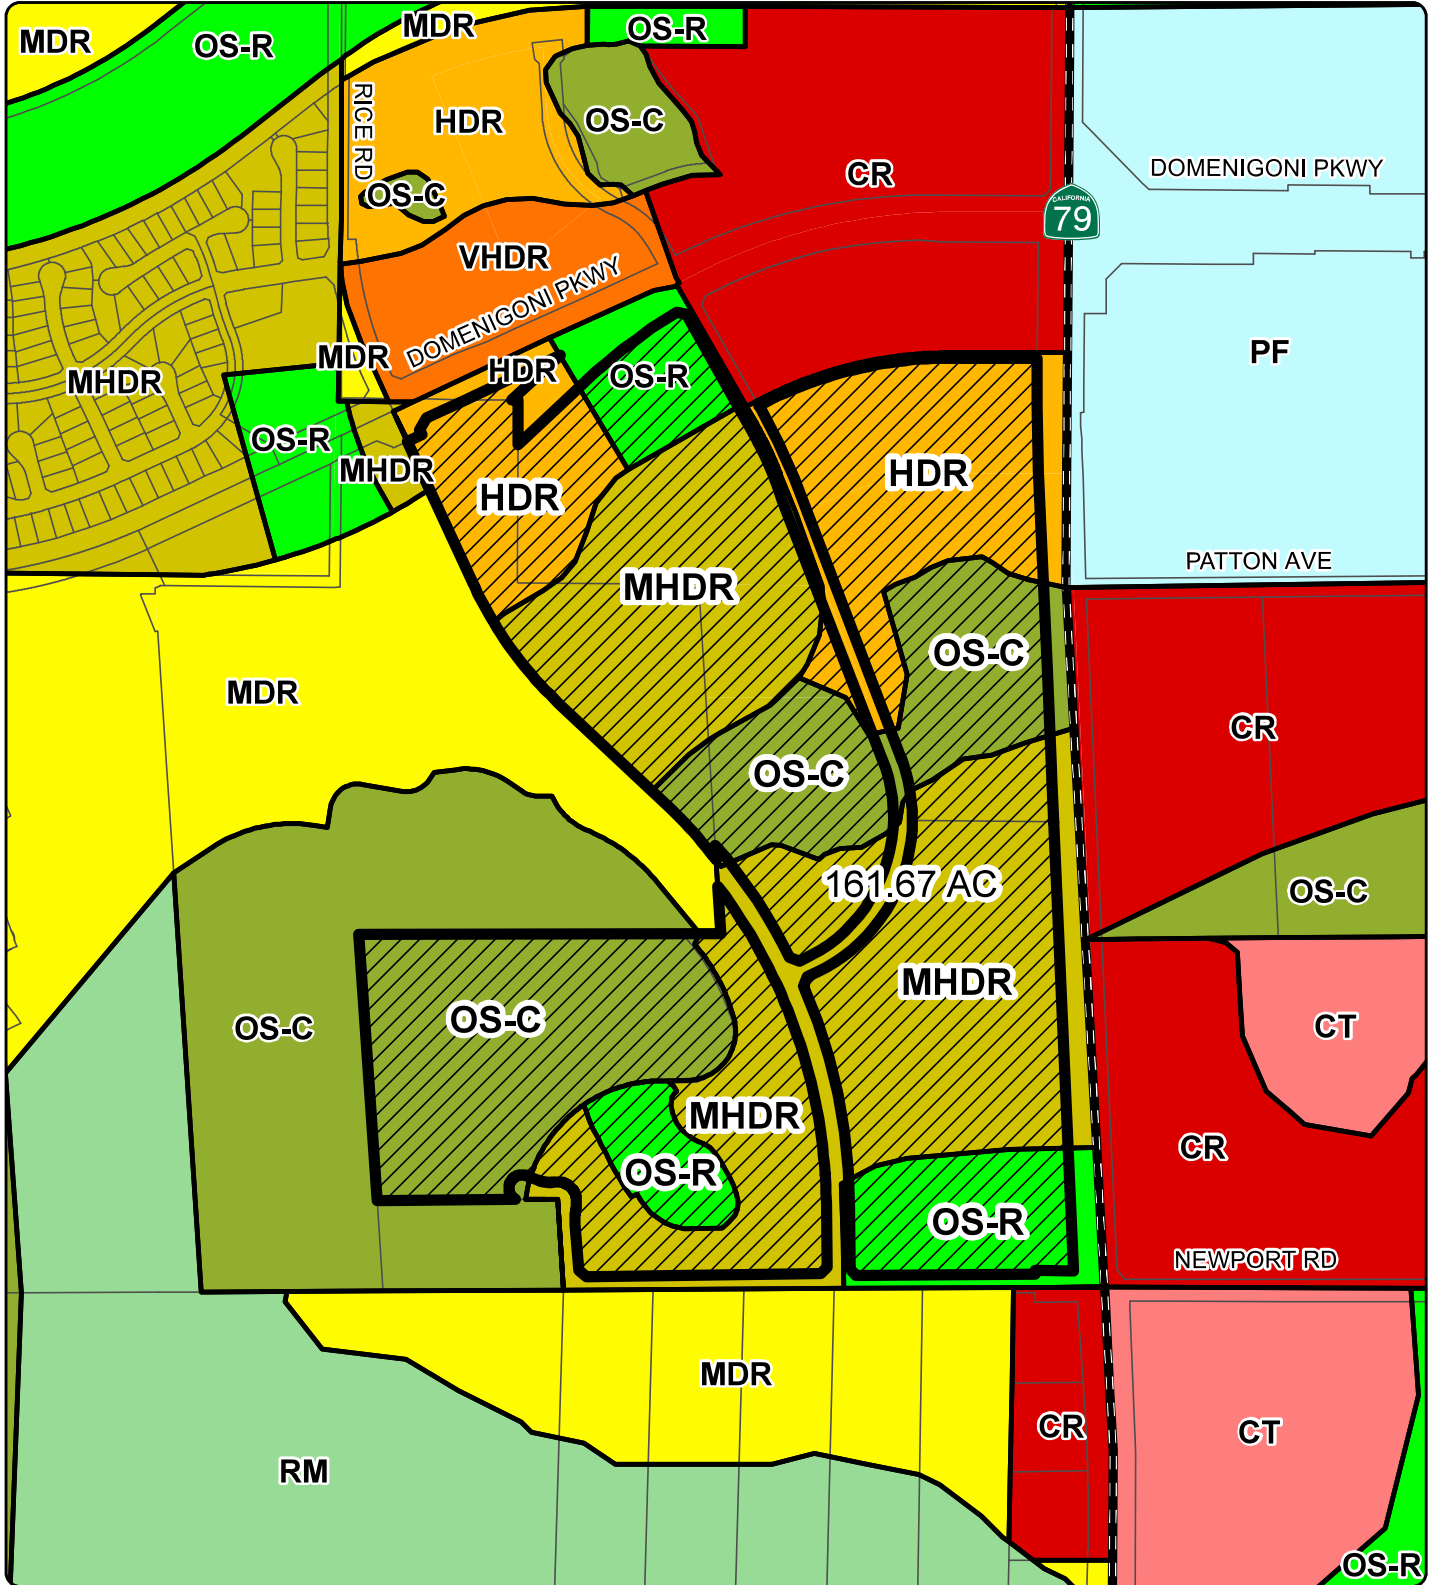 MDR
OS-R
MDR
OS-R
RICE RD
HDR
OS-C
CR
DOMENIGONI PKWY
OS-C
CALIFORNIA
79
VHDR
DOMENIGONI PKWY
PF
MDR
HDR
OS-R
MHDR
OS-R
MHDR
HDR
HDR
PATTON AVE
MHDR
OS-C
MDR
CR
OS-C
161.67 AC
OS-C
MHDR
OS-C
OS-C
CT
MHDR
CR
OS-R
OS-R
NEWPORT RD
MDR
CR
CT
RM
OS-R